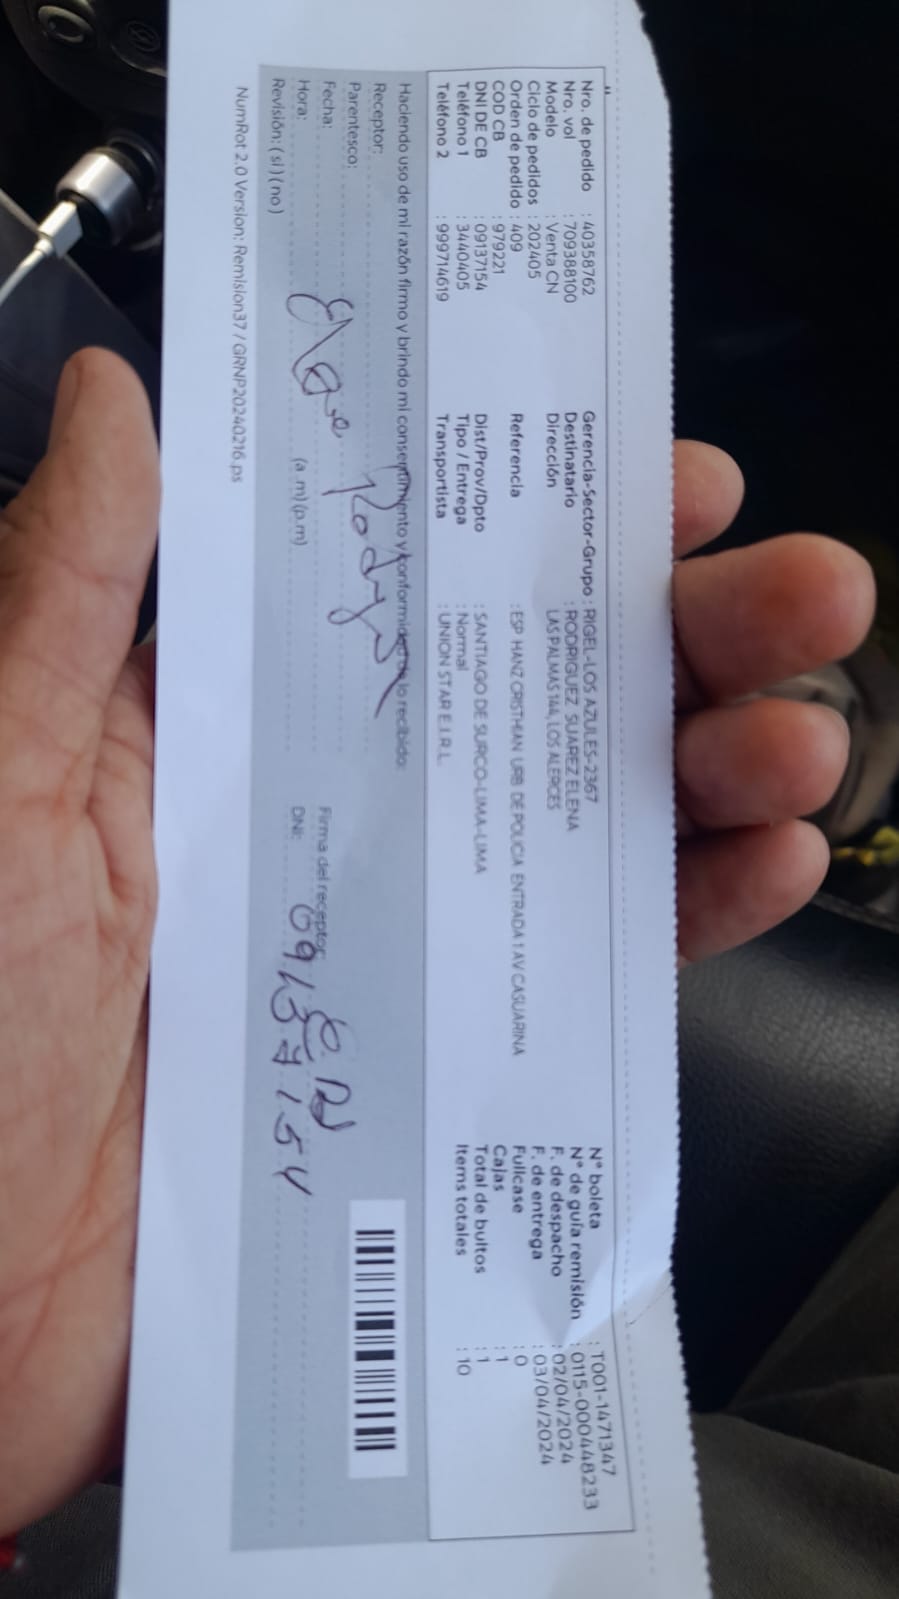 Nro. de pedido : 40358762 Gerencia-Sector-Grupo : RIGEL-LOS AZULES-2367 N° boleta : T001-1471347
Nro. vol : 709388100 Destinatario : RODRIGUEZ SUAREZ ELENA N° de guía remisión : 0115-000448233
Modelo : Venta CN Dirección LAS PALMAS 144, LOS ALERCES F. de despacho : 02/04/2024
Ciclo de pedidos : 202405 F. de entrega : 03/04/2024
Orden de pedido : 409 Referencia : ESP HANZ CRISTHIAN URB DE POLICIA ENTRADA 1 AV CASUARINA Fullcase : 0
COD CB : 979221 Cajas : 1
DNI DE CB : 09137154 Dist/Prov/Dpto : SANTIAGO DE SURCO-LIMA-LIMA Total de bultos : 1
Teléfono 1 : 3440405 Tipo / Entrega : Normal Items totales : 10
Teléfono 2 : 999714619 Transportista : UNION STAR E.I.R.L.
Haciendo uso de mi razón firmo y brindo mi consentimiento y conformidad de lo recibido:
Receptor:
Parentesco:
Fecha: Firma del receptor:
Hora: (a.m)(p.m) DNI: 09137154
Revisión: (si) (no)
NumRot 2.0 Version: Remision37 / GRNP20240216.ps